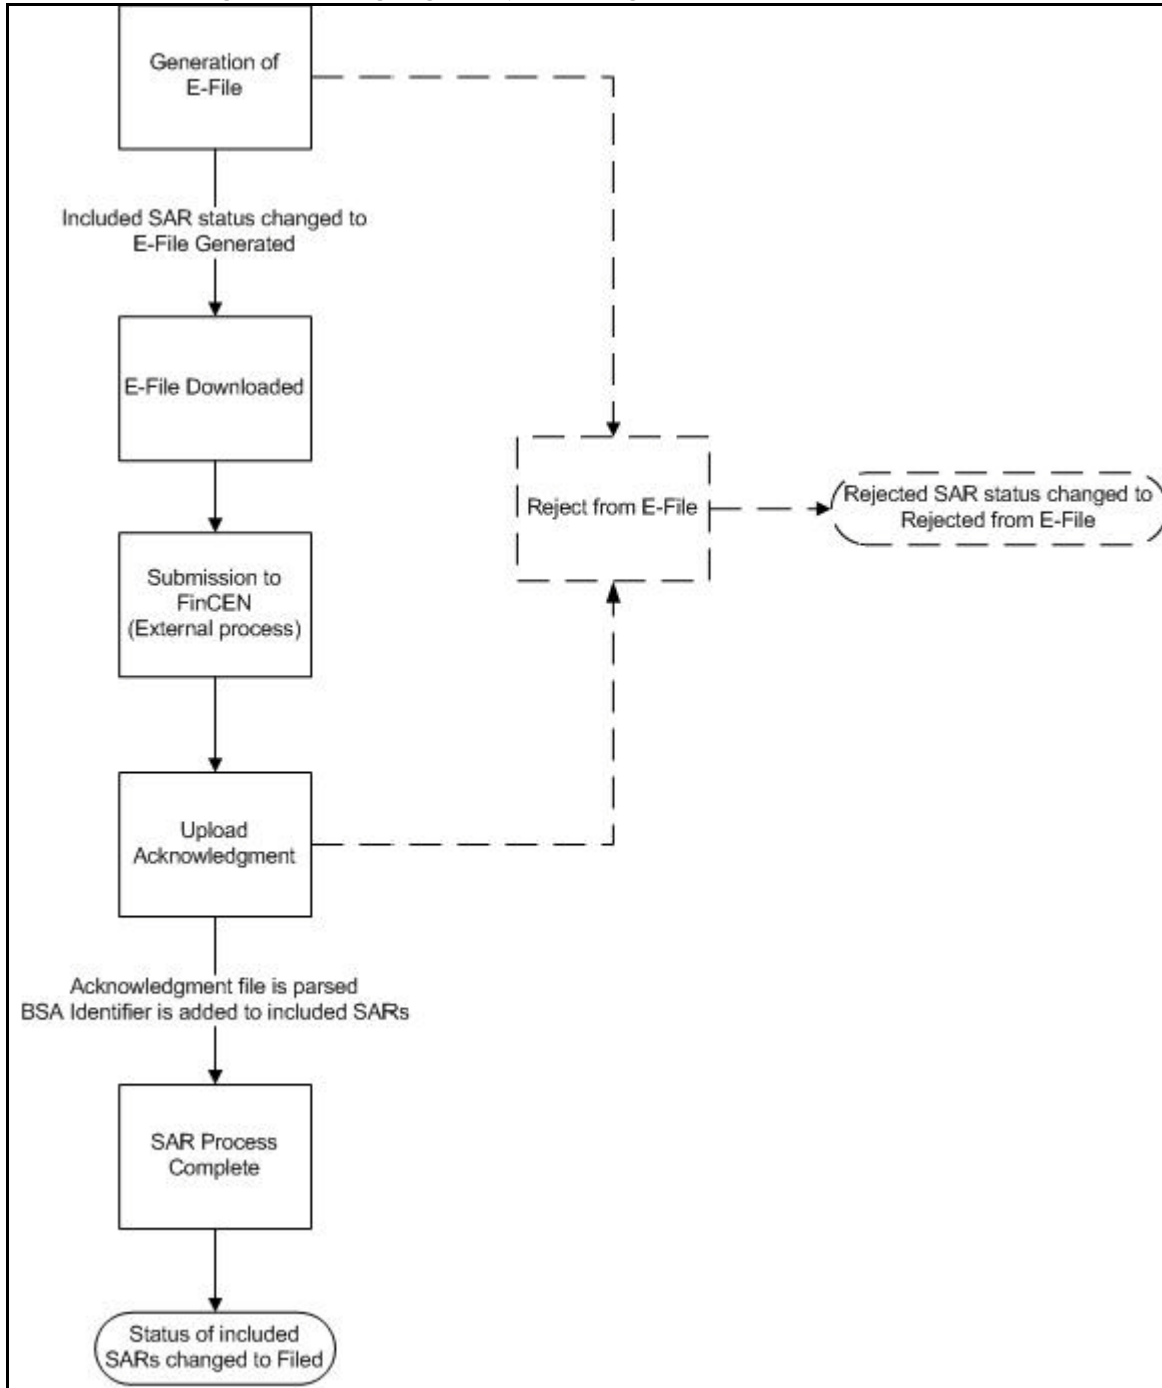 Generation of
E-File
Included SAR status changed to
E-File Generated
E-File Downloaded
Reject from E-File
Rejected SAR status changed to
Rejected from E-File
Submission to
FinCEN
(External process)
Upload
Acknowledgment
Acknowledgment file is parsed
BSA Identifier is added to included SARs
SAR Process
Complete
Status of included
SARs changed to Filed